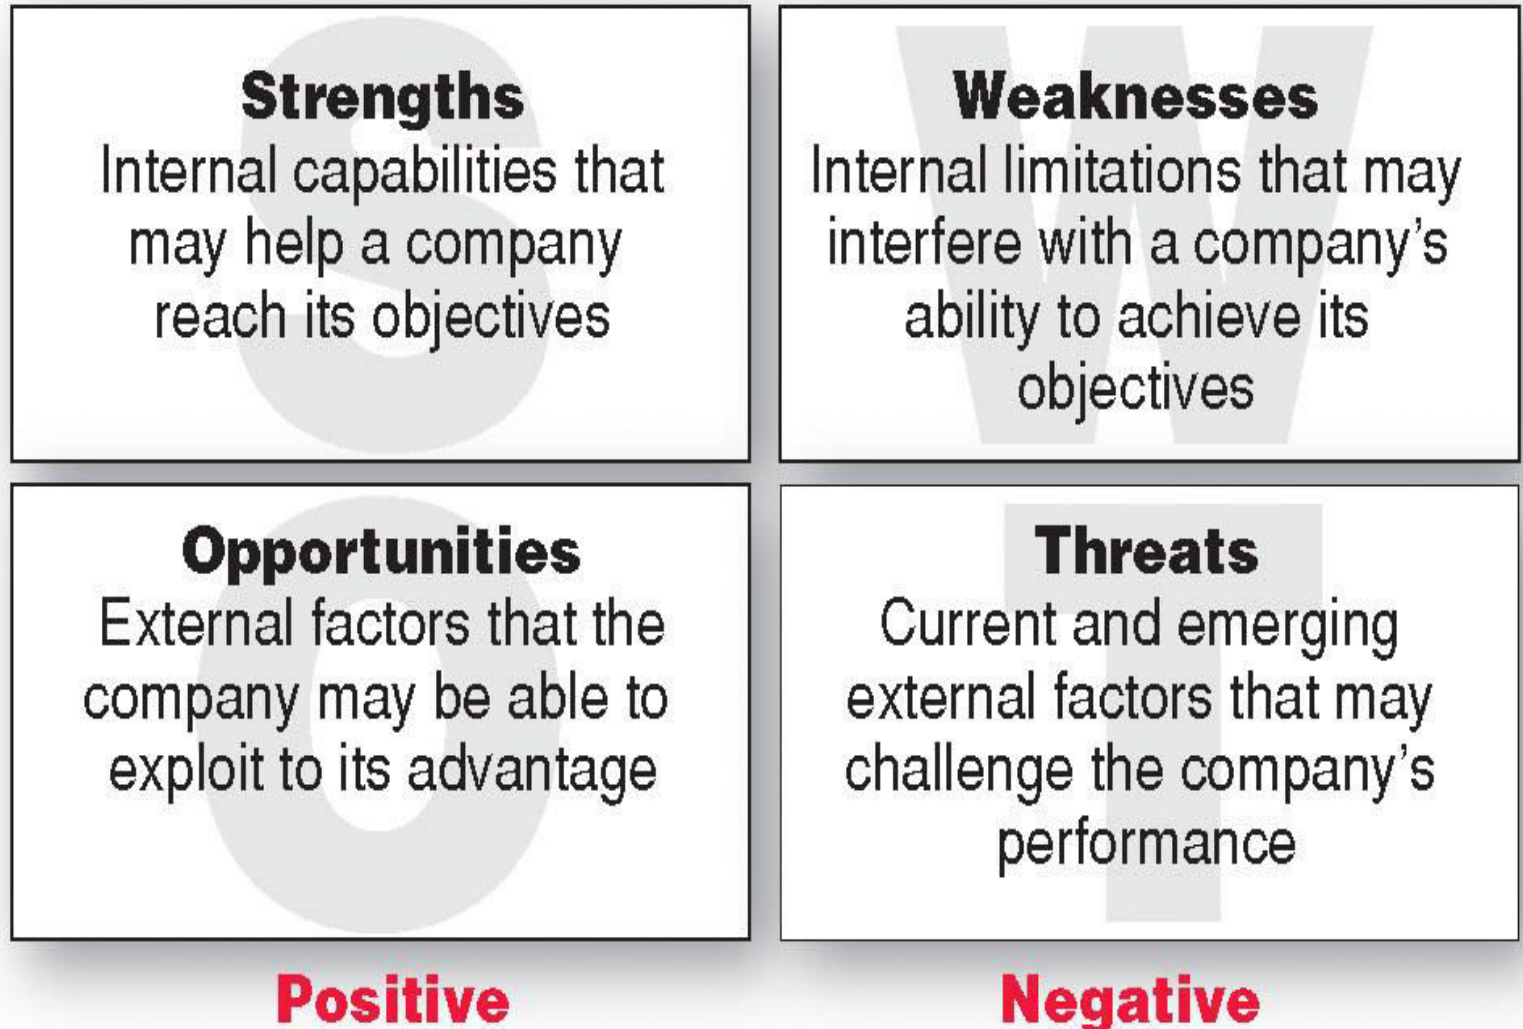 Strengths
Internal capabilities that
may help a company
reach its objectives
Weaknesses
Internal limitations that may
interfere with a company’s
ability to achieve its
objectives
Opportunities
External factors that the
company may be able to
exploit to its advantage
Threats
Current and emerging
external factors that may
challenge the company’s
performance
Positive
Negative